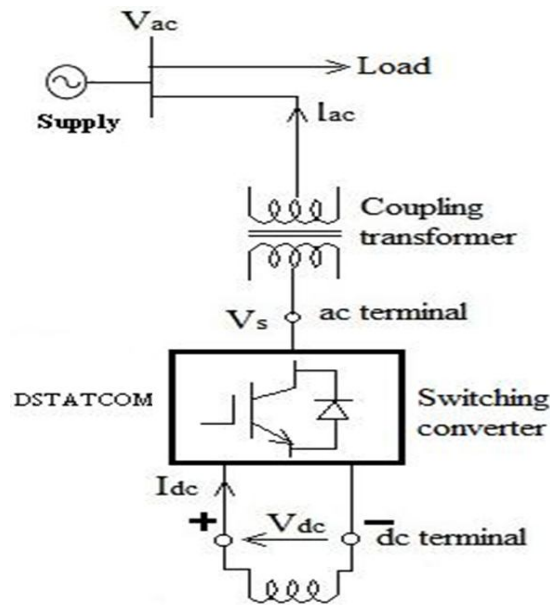 Vac
Load
Supply
Iac
Coupling
transformer
Vs
ac terminal
DSTATCOM
Switching
converter
Idc
+
Vdc
−
dc terminal